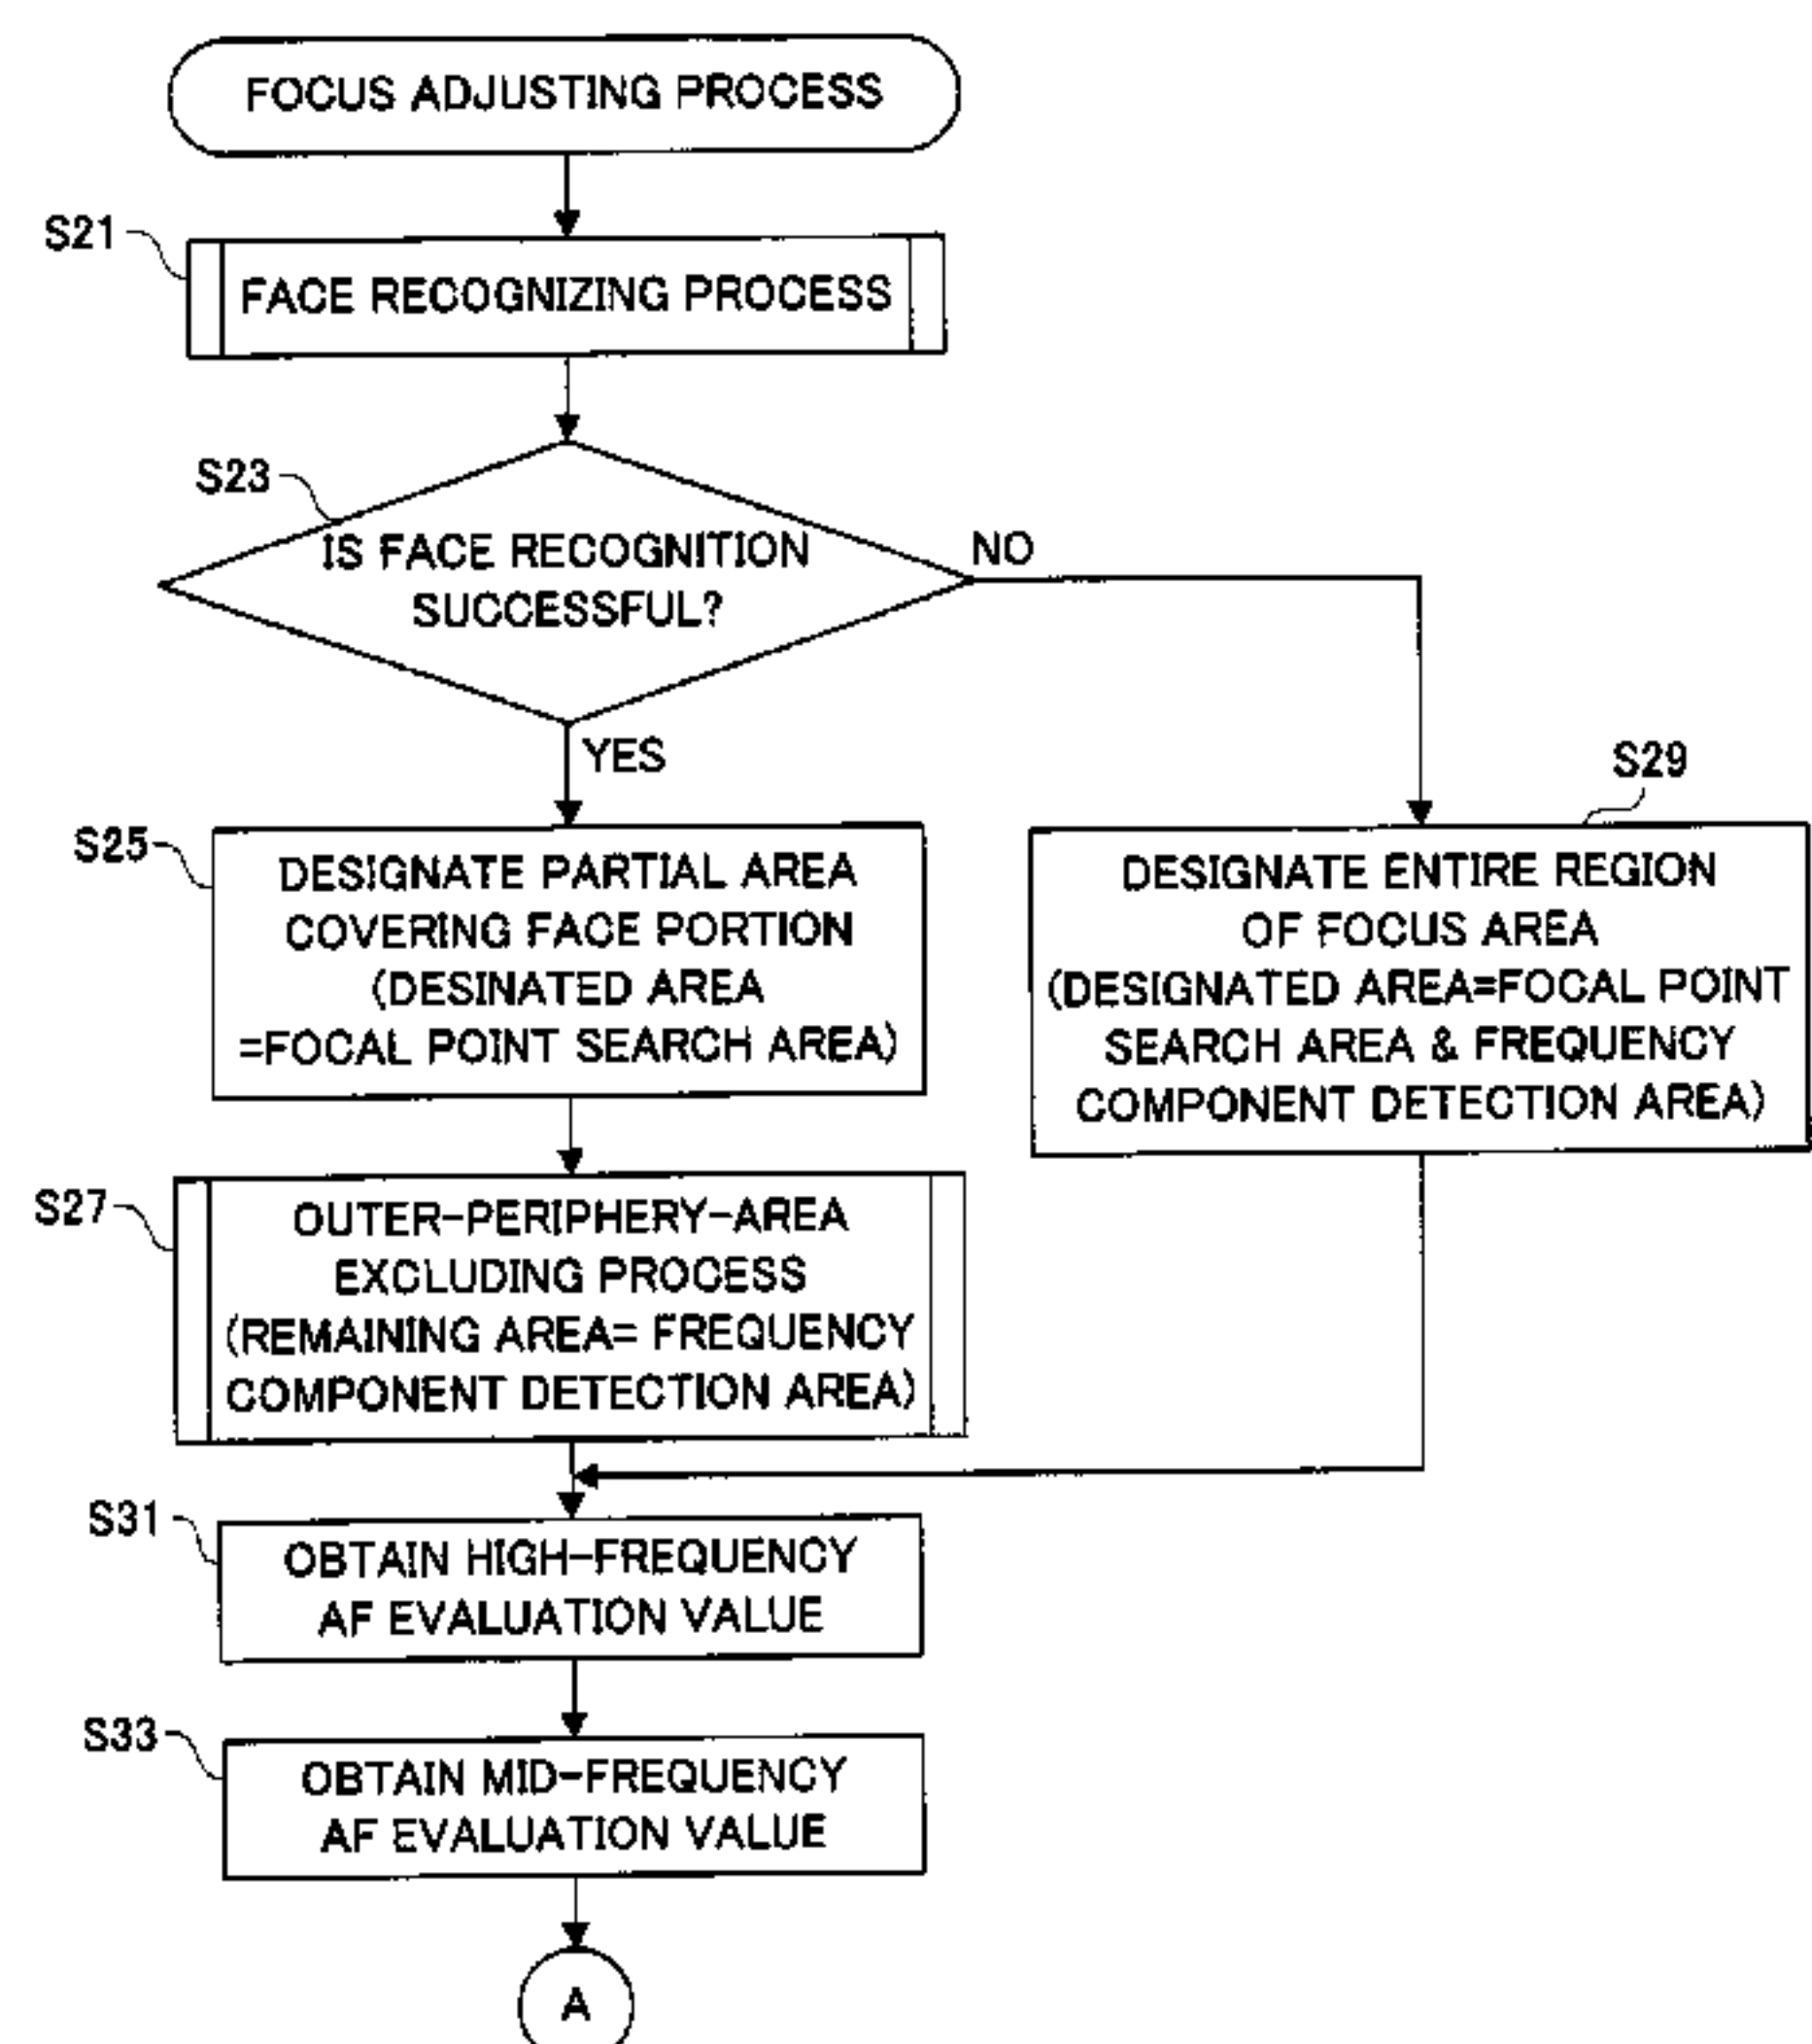 FOCUS ADJUSTING PROCESS
S21
FACE RECOGNIZING PROCESS
S23
IS FACE RECOGNITION
SUCCESSFUL?
NO
YES
S25
DESIGNATE PARTIAL AREA
COVERING FACE PORTION
(DESINATED AREA
=FOCAL POINT SEARCH AREA)
S29
DESIGNATE ENTIRE REGION
OF FOCUS AREA
(DESIGNATED AREA=FOCAL POINT
SEARCH AREA & FREQUENCY
COMPONENT DETECTION AREA)
S27
OUTER-PERIPHERY-AREA
EXCLUDING PROCESS
(REMAINING AREA= FREQUENCY
COMPONENT DETECTION AREA)
S31
OBTAIN HIGH-FREQUENCY
AF EVALUATION VALUE
S33
OBTAIN MID-FREQUENCY
AF EVALUATION VALUE
A